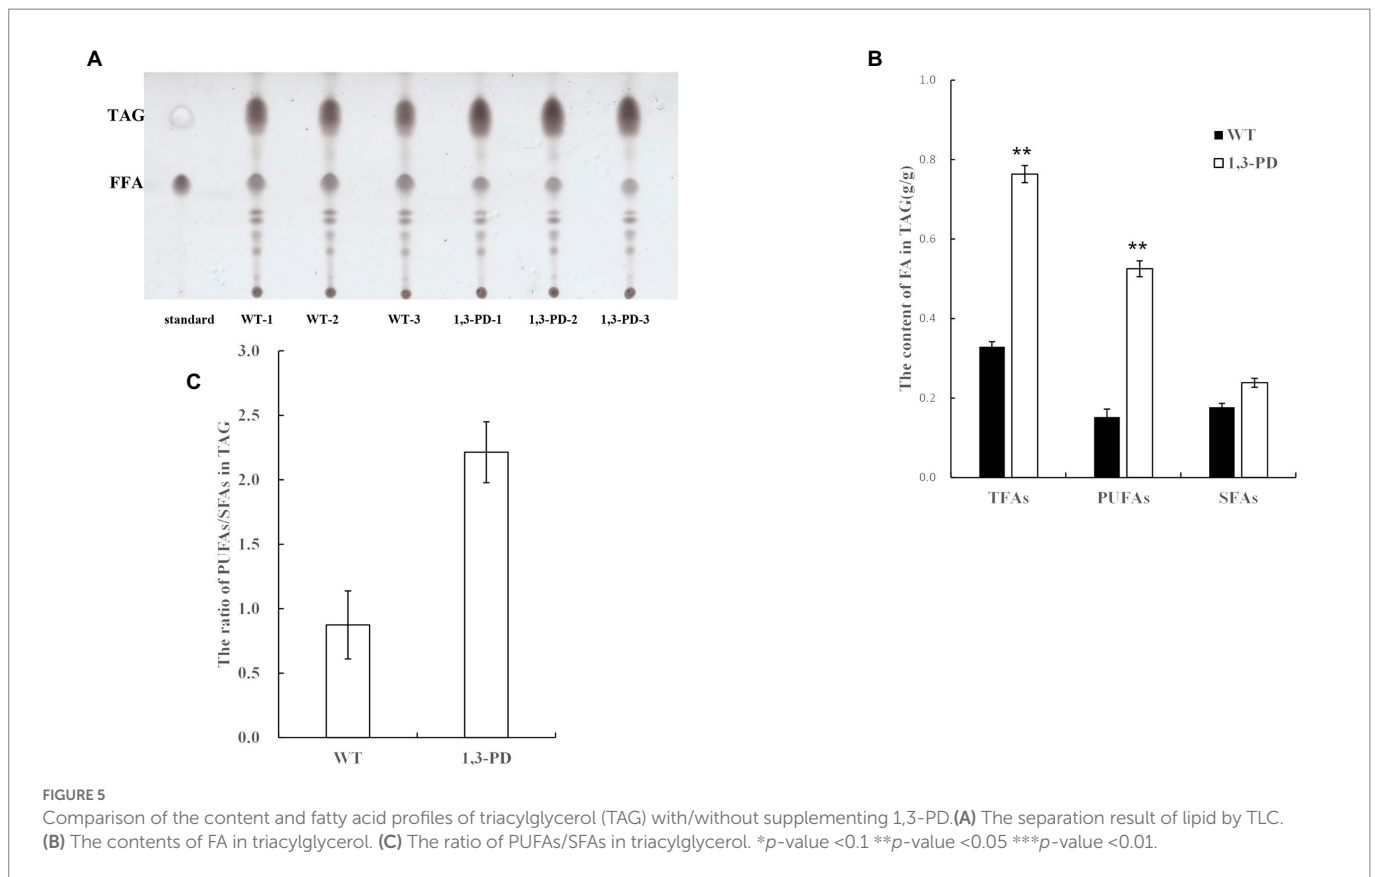 A
TAG
FFA
standard WT-1 WT-2 WT-3 1,3-PD-1 1,3-PD-2 1,3-PD-3
B
The content of FA in TAG(g/g)
1.0
0.8
0.6
0.4
0.2
0.0
** **
WT
1,3-PD
TFAs PUFAs SFAs
C
The ratio of PUFAs/SFAs in TAG
3.0
2.5
2.0
1.5
1.0
0.5
0.0
WT 1,3-PD
FIGURE 5
Comparison of the content and fatty acid profiles of triacylglycerol (TAG) with/without supplementing 1,3-PD.(A) The separation result of lipid by TLC.
(B) The contents of FA in triacylglycerol. (C) The ratio of PUFAs/SFAs in triacylglycerol. *p-value <0.1 **p-value <0.05 ***p-value <0.01.